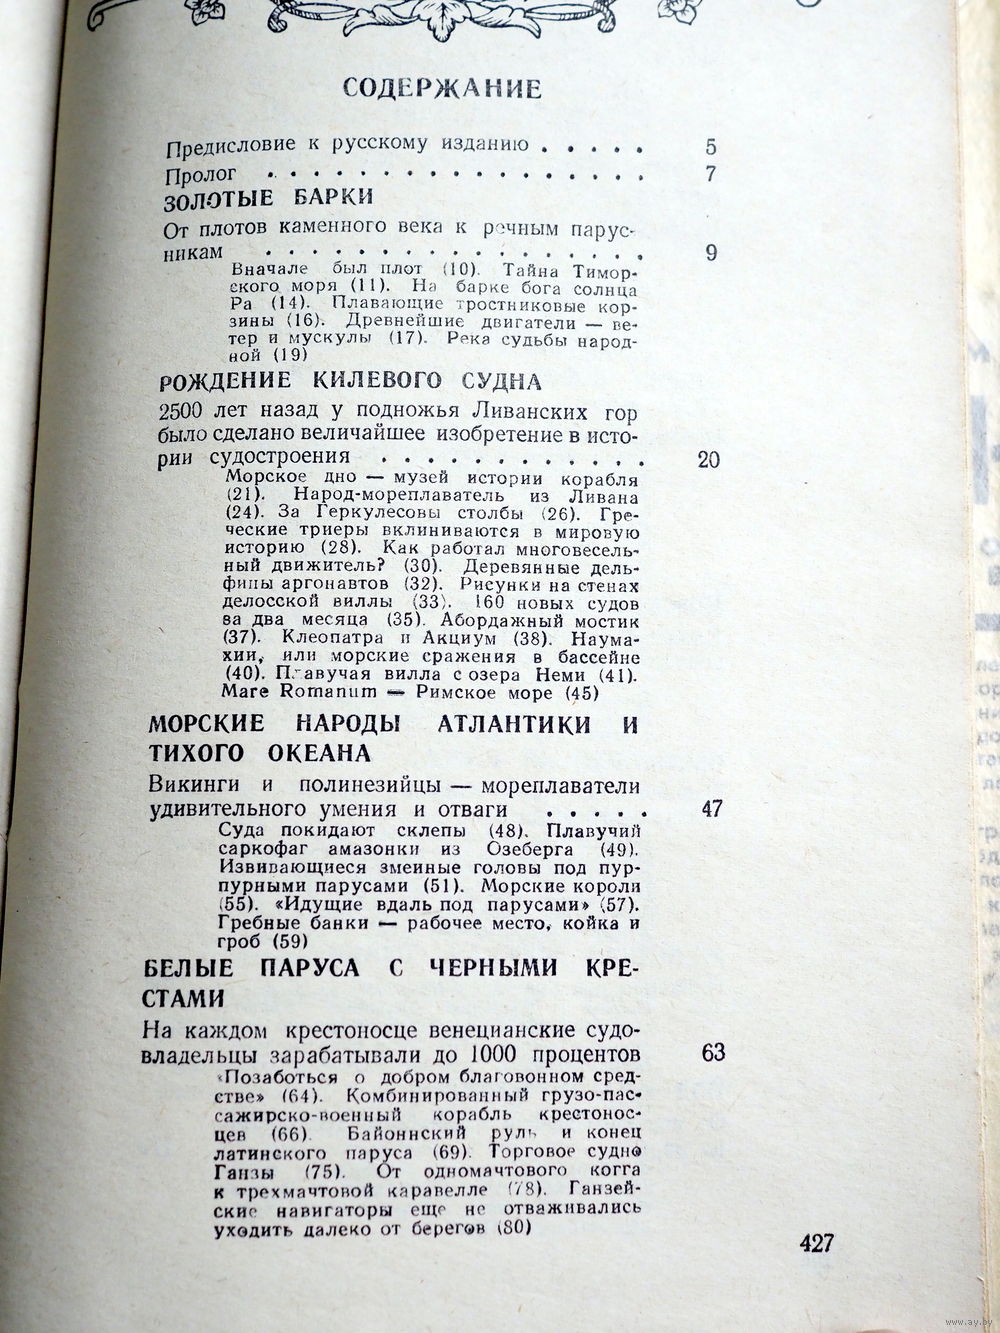 СОДЕРЖАНИЕ
Предисловие к русскому изданию . . . . . 5
Пролог . . . . . . . . . . . . . . . . . 7
ЗОЛОТЫЕ БАРКИ
От плотов каменного века к речным парус-
никам . . . . . . . . . . . . . . . . . 9
Вначале был плот (10). Тайна Тимор-
ского моря (11). На барке бога солнца
Ра (14). Плавающие тростниковые кор-
зины (16). Древнейшие двигатели — ве-
тер и мускулы (17). Река судьбы народ-
ной (19)
РОЖДЕНИЕ КИЛЕВОГО СУДНА
2500 лет назад у подножья Ливанских гор
было сделано величайшее изобретение в исто-
рии судостроения . . . . . . . . . . . 20
Морское дно — музей истории корабля
(21). Народ-мореплаватель из Ливана
(24). За Геркулесовы столбы (26). Гре-
ческие триеры вклиниваются в мировую
историю (28). Как работал многовесель-
ный движитель? (30). Деревянные дель-
фины аргонавтов (32). Рисунки на стенах
делосской виллы (33). 160 новых судов
за два месяца (35). Абордажный мостик
(37). Клеопатра и Акциум (38). Наума-
хии, или морские сражения в бассейне
(40). Плавучая вилла с озера Неми (41).
Mare Romanum — Римское море (45)
МОРСКИЕ НАРОДЫ АТЛАНТИКИ И
ТИХОГО ОКЕАНА
Викинги и полинезийцы — мореплаватели
удивительного умения и отваги . . . . . 47
Суда покидают склепы (48). Плавучий
саркофаг амазонки из Озеберга (49).
Извивающиеся змеиные головы под пур-
пурными парусами (51). Морские короли
(55). «Идущие вдаль под парусами» (57).
Гребные банки — рабочее место, койка и
гроб (59)
БЕЛЫЕ ПАРУСА С ЧЕРНЫМИ КРЕ-
СТАМИ
На каждом крестоносце венецианские судо-
владельцы зарабатывали до 1000 процентов 63
«Позаботься о добром благовонном сред-
стве» (64). Комбинированный грузо-пас-
сажирско-военный корабль крестонос-
цев (66). Байоннский руль и конец
латинского паруса (69). Торговое судно
Ганзы (75). От одномачтового когга
к трехмачтовой каравелле (78). Ганзей-
ские навигаторы еще не отваживались
уходить далеко от берегов (80)
427
www.ay.by